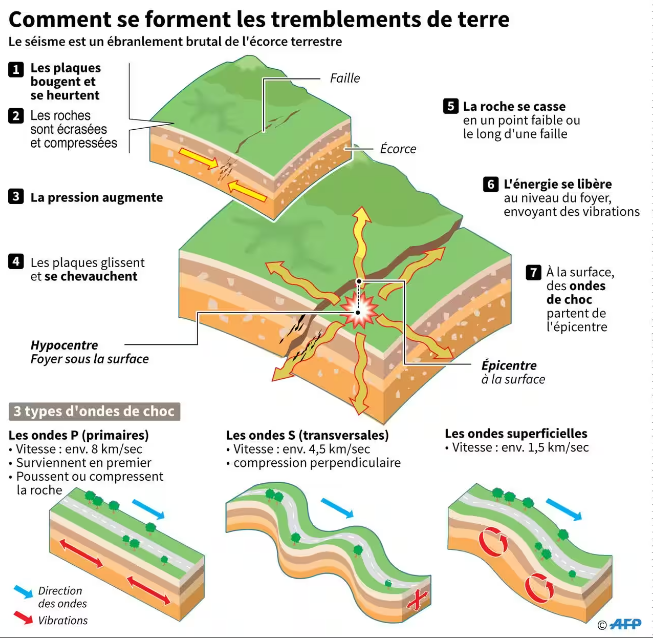 Comment se forment les tremblements de terre
Le séisme est un ébranlement brutal de l'écorce terrestre
1 Les plaques
bougent et
se heurtent
2 Les roches
sont écrasées
et compressées
3 La pression augmente
4 Les plaques glissent
et se chevauchent
Faille
Écorce
5 La roche se casse
en un point faible ou
le long d'une faille
6 L'énergie se libère
au niveau du foyer,
envoyant des vibrations
7 À la surface,
des ondes
de choc
partent de
l'épicentre
Hypocentre
Foyer sous la surface
Épicentre
à la surface
3 types d'ondes de choc
Les ondes P (primaires)
• Vitesse : env. 8 km/sec
• Surviennent en premier
• Poussent ou compressent
la roche
Les ondes S (transversales)
• Vitesse : env. 4,5 km/sec
• compression perpendiculaire
Les ondes superficielles
• Vitesse : env. 1,5 km/sec
Direction
des ondes
Vibrations
© AFP